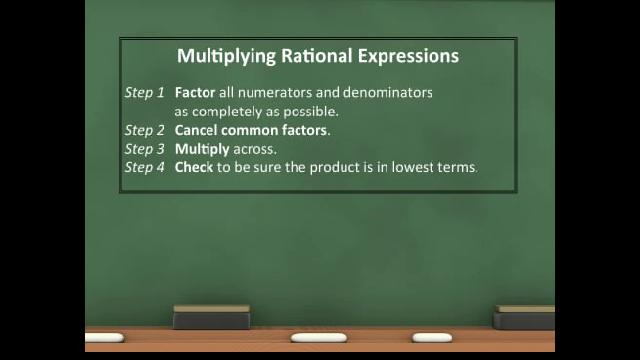 Multiplying Rational Expressions
Step 1 Factor all numerators and denominators
as completely as possible.
Step 2 Cancel common factors.
Step 3 Multiply across.
Step 4 Check to be sure the product is in lowest terms.